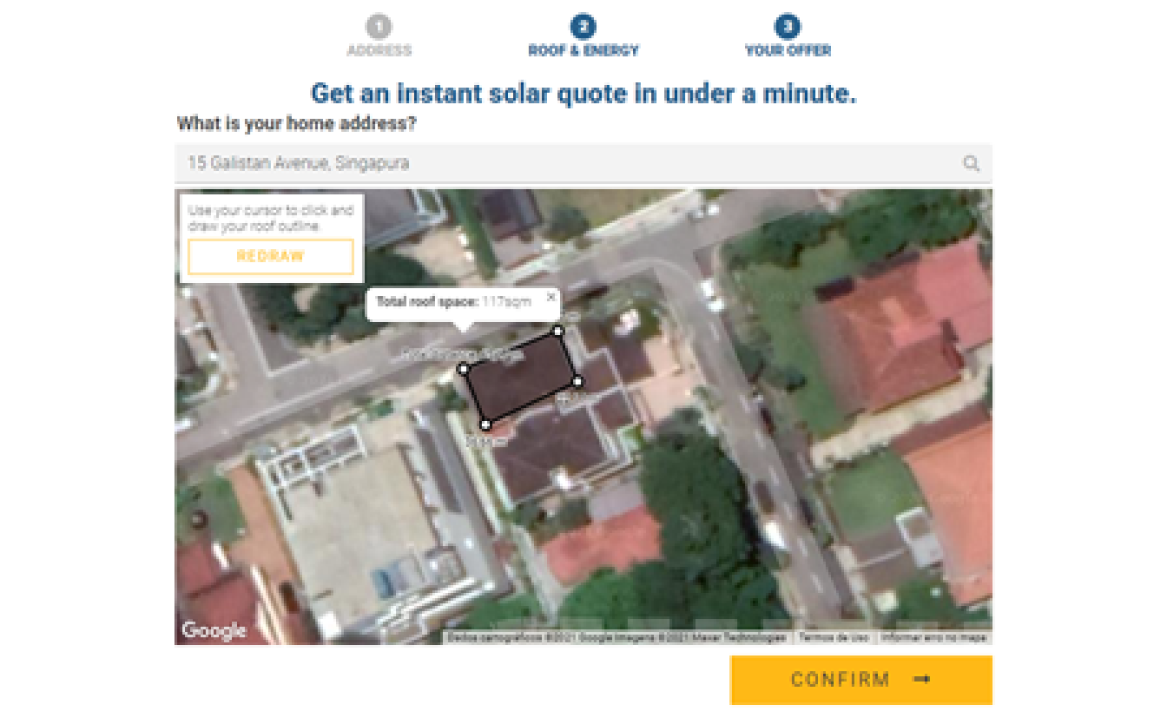 1
ADDRESS
2
ROOF & ENERGY
3
YOUR OFFER
Get an instant solar quote in under a minute.
What is your home address?
15 Galistan Avenue, Singapura
Use your cursor to click and
draw your roof outline.
REDRAW
Total roof space: 117sqm
Google
Dados cartográficos ©2021 Google Imagens ©2021 Maxar Technologies
Termos de Uso
Informar erro no mapa
CONFIRM